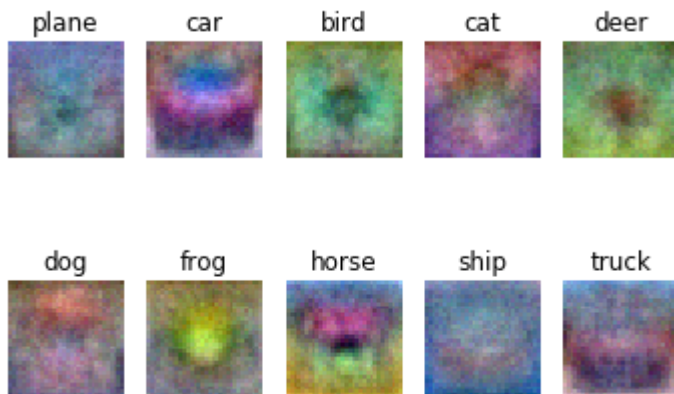 plane car bird cat deer
dog frog horse ship truck